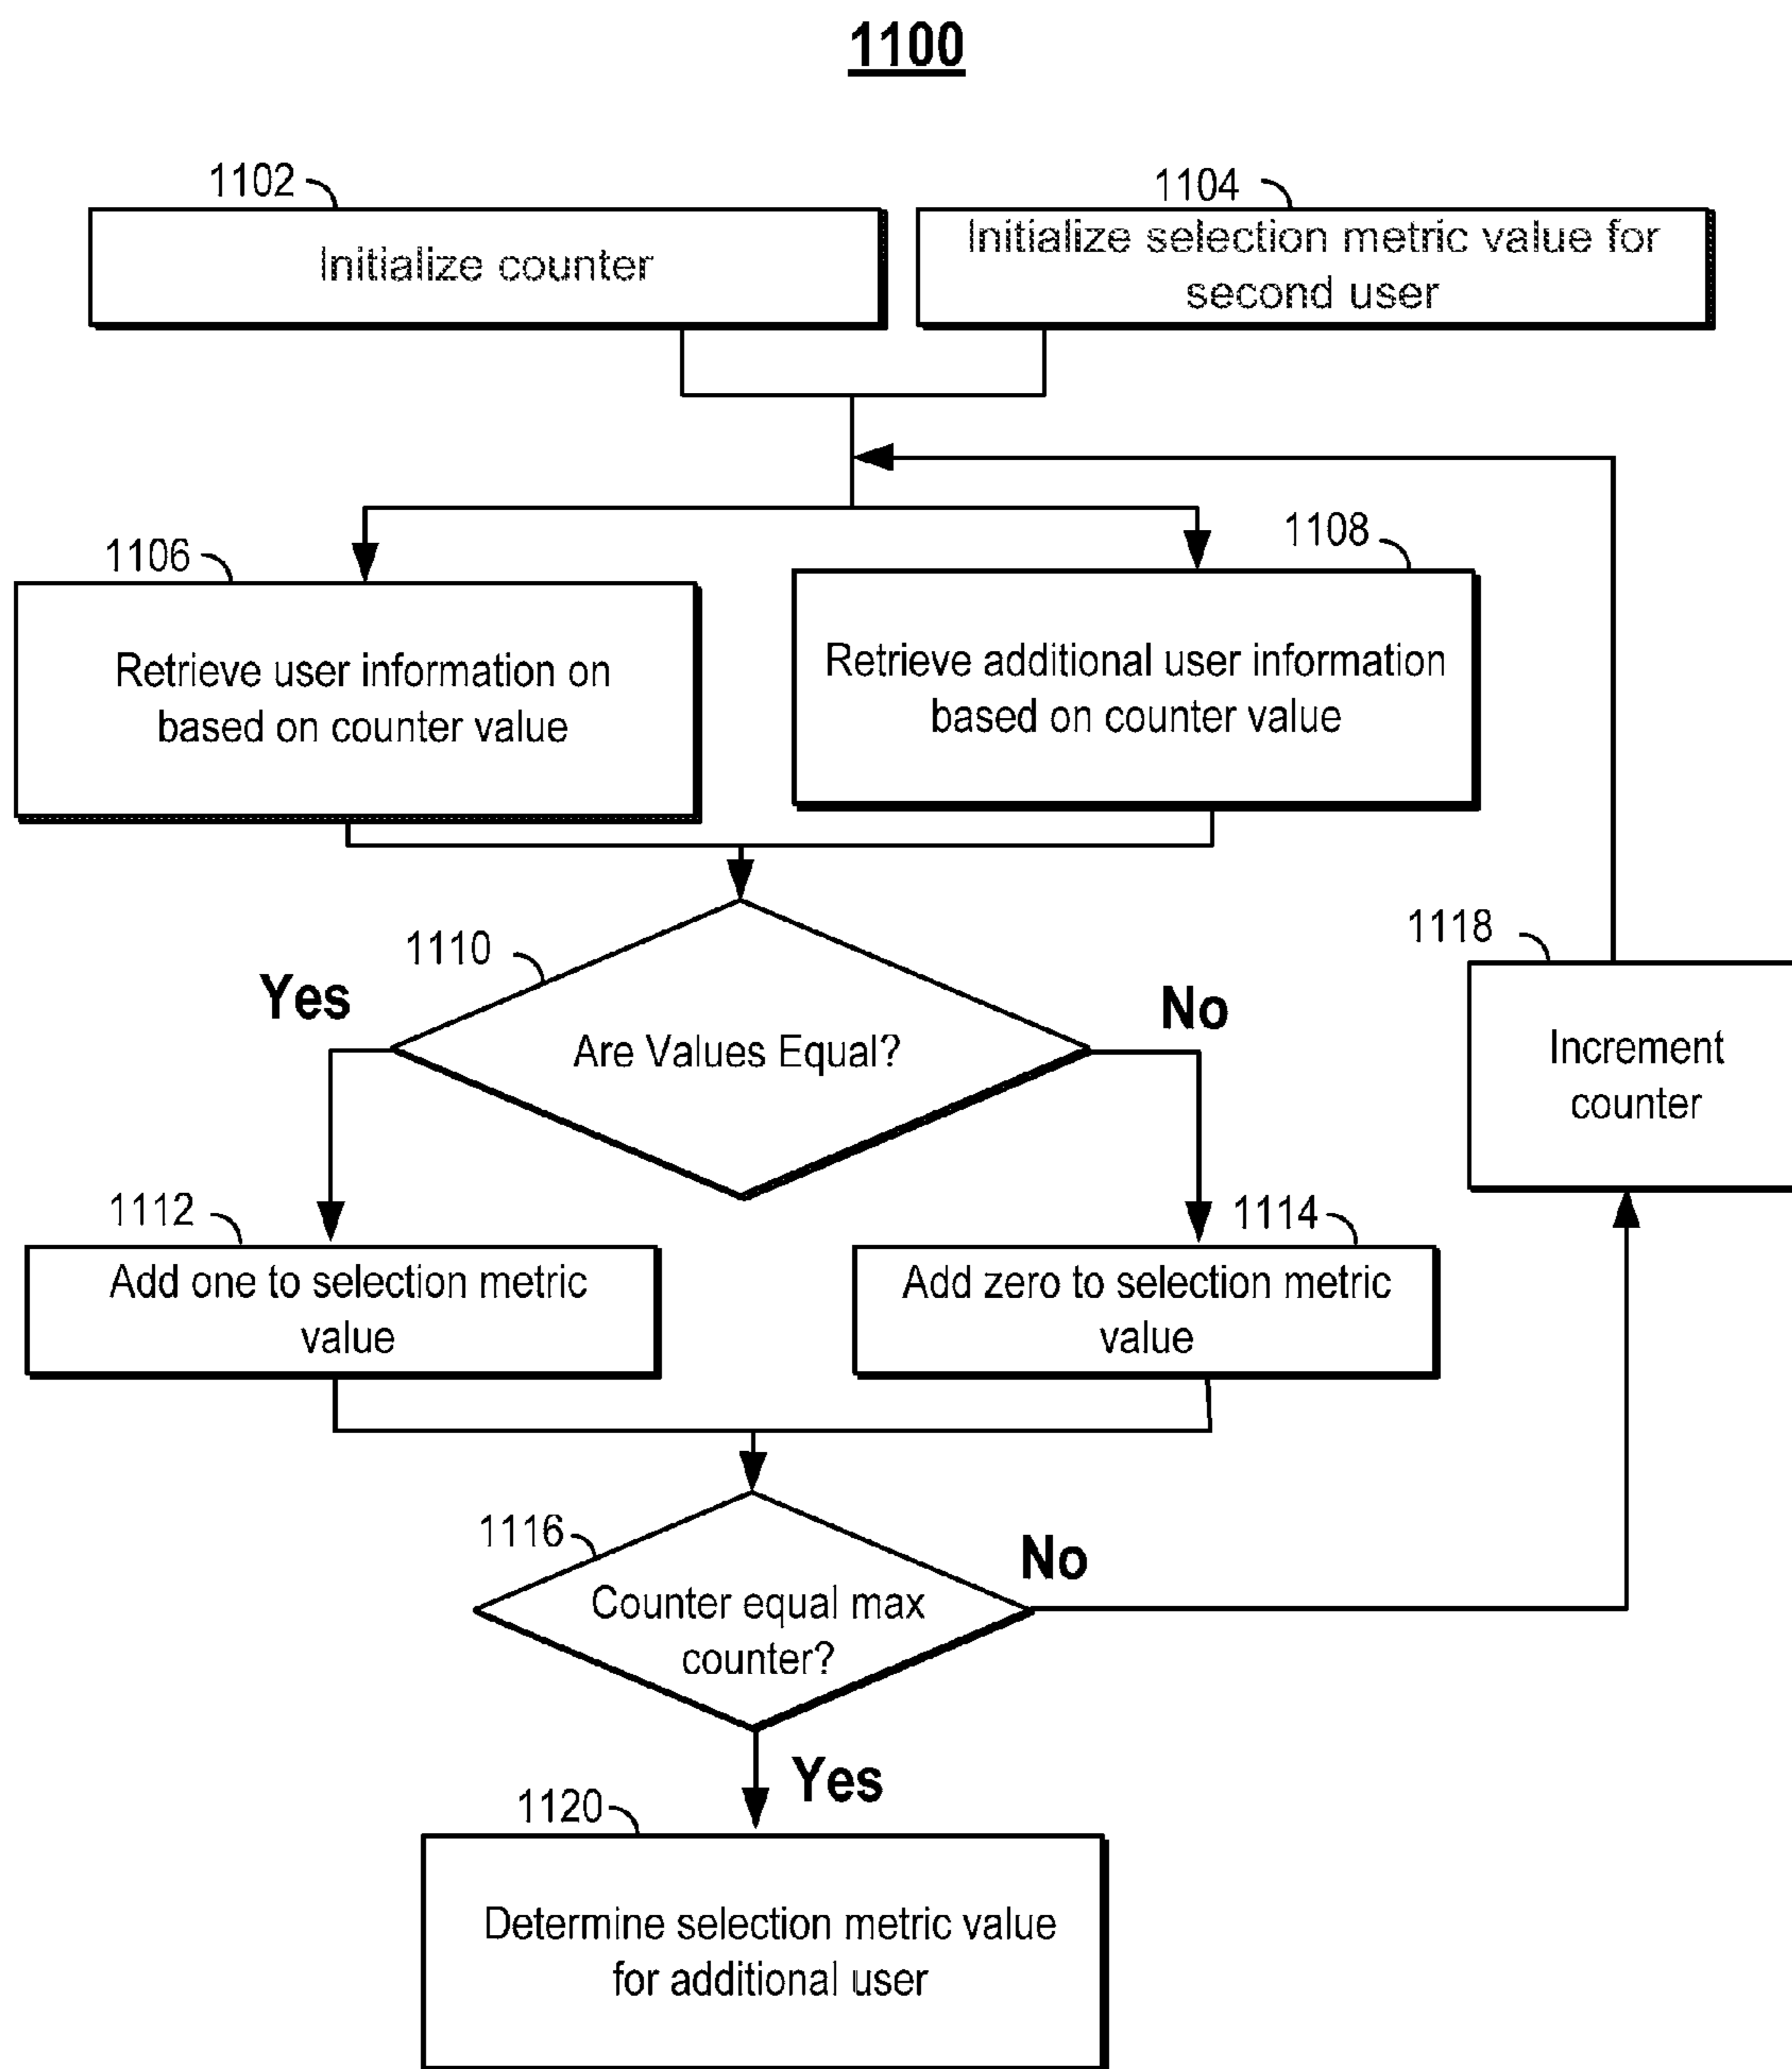 1100
1102
1104
Initialize counter
Initialize selection metric value for
second user
1106
1108
Retrieve user information on
based on counter value
Retrieve additional user information
based on counter value
1110
Yes
No
Are Values Equal?
1118
Increment
counter
1112
1114
Add one to selection metric
value
Add zero to selection metric
value
1116
No
Counter equal max
counter?
Yes
1120
Determine selection metric value
for additional user